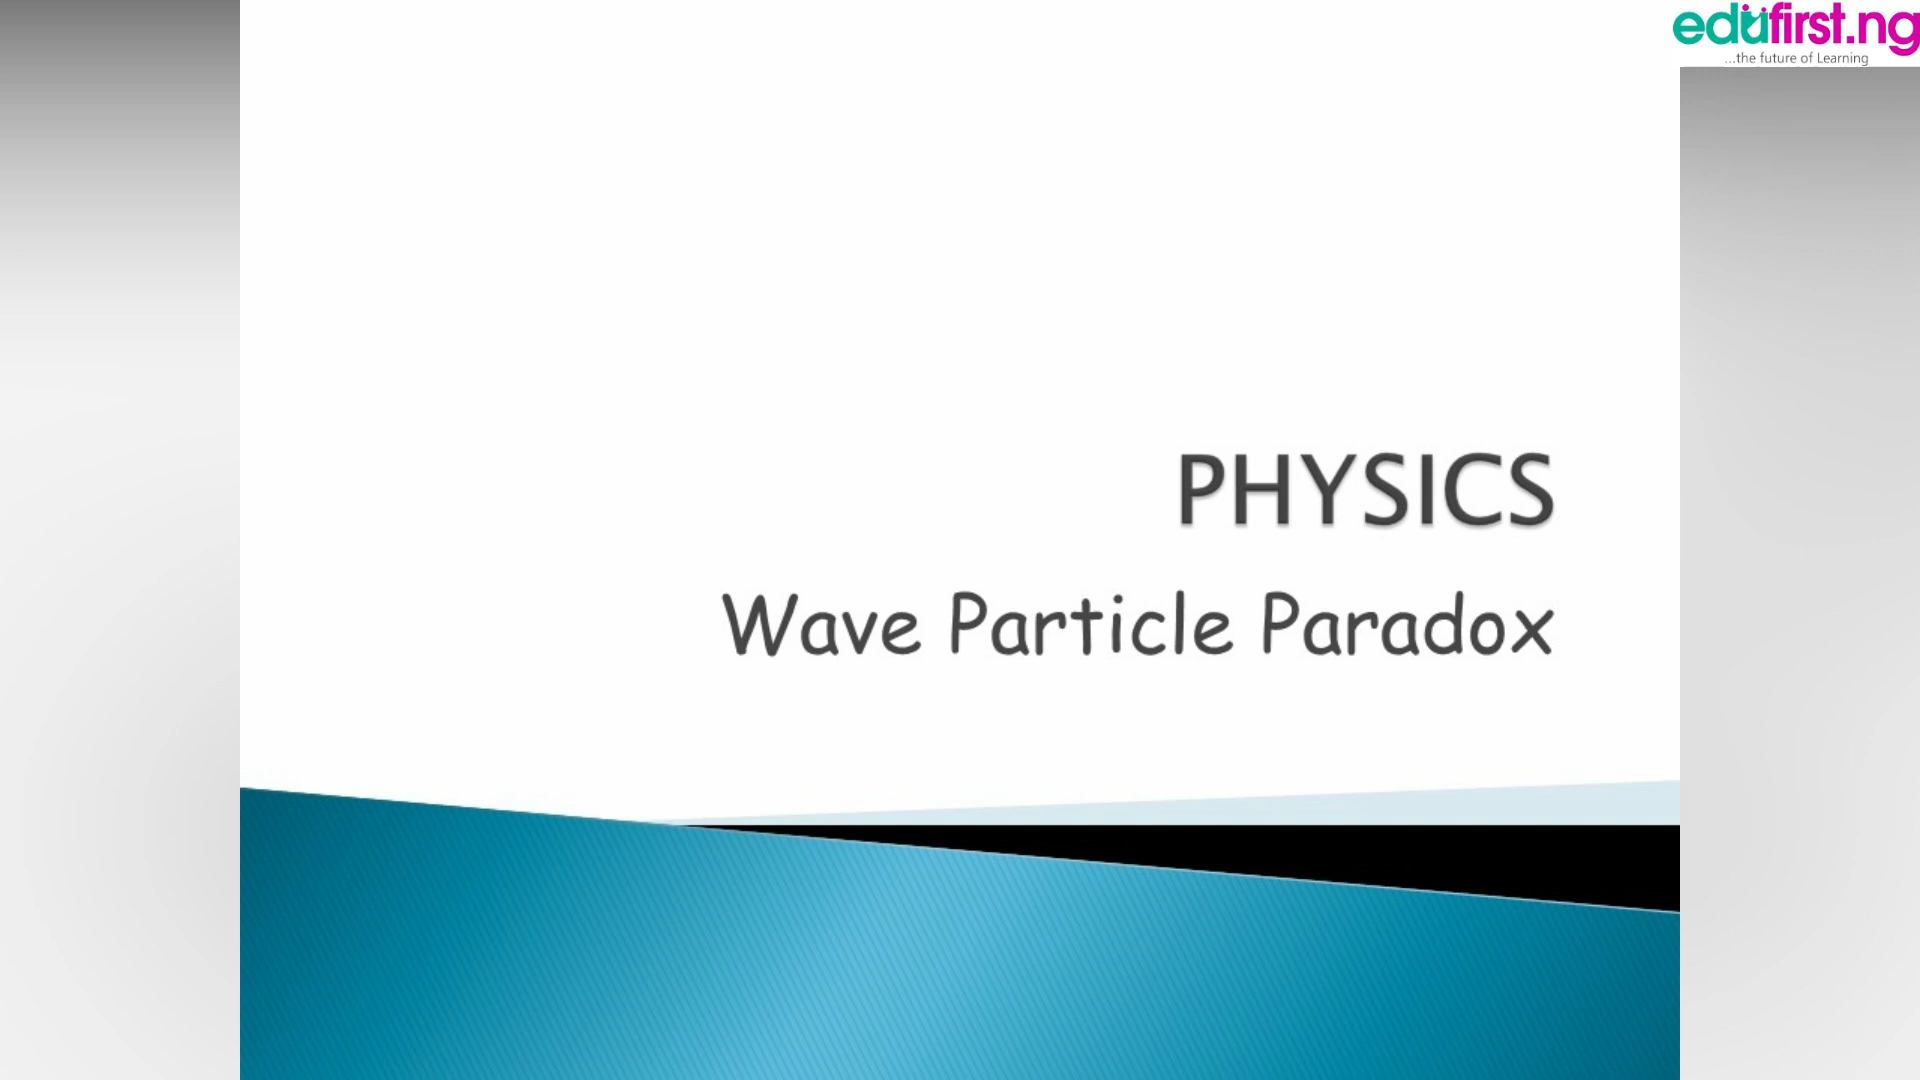 edufirst.ng
...the future of Learning
PHYSICS
Wave Particle Paradox